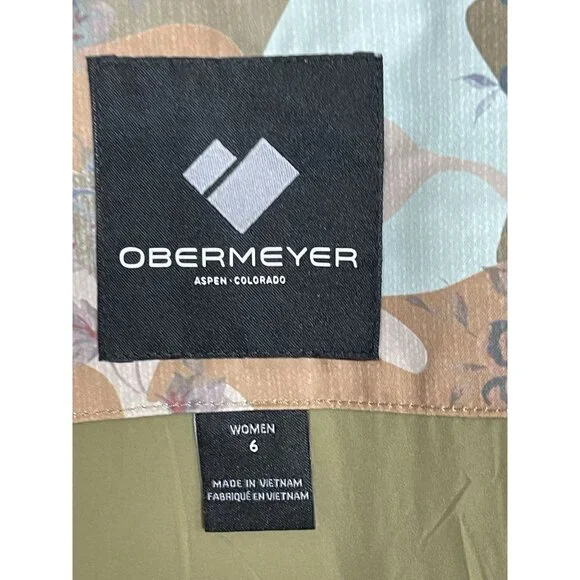 OBERMEYER
ASPEN · COLORADO
WOMEN
6
MADE IN VIETNAM
FABRIQUÉ EN VIETNAM